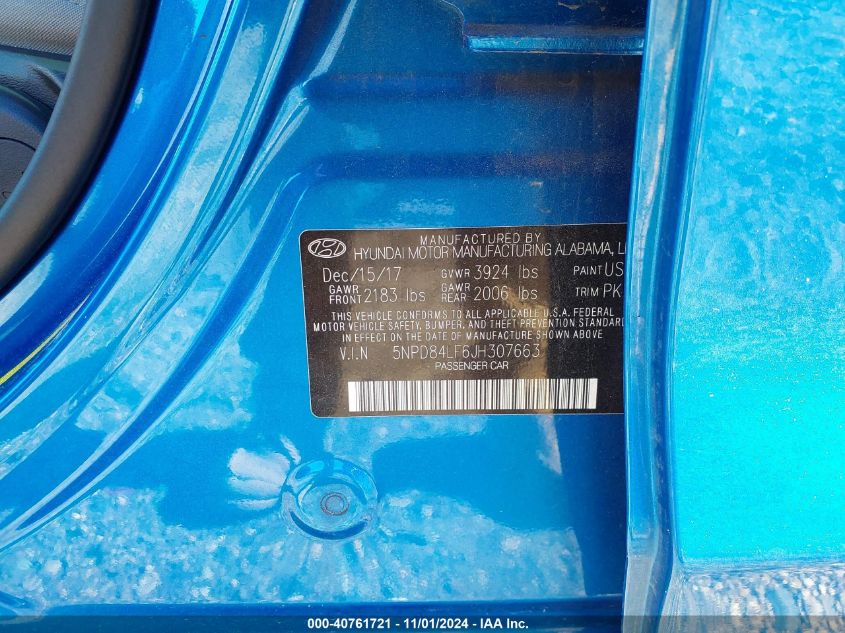 MANUFACTURED BY
HYUNDAI MOTOR MANUFACTURING ALABAMA,
Dec/15/17 GVWR 3924 lbs PAINT US
GAWR FRONT 2183 lbs GAWR REAR 2006 lbs TRIM PK
THIS VEHICLE CONFORMS TO ALL APPLICABLE U.S.A. FEDERAL
MOTOR VEHICLE SAFETY, BUMPER, AND THEFT PREVENTION STANDARD
IN EFFECT ON THE DATE OF MANUFACTURE SHOWN ABOVE
V.I.N 5NPD84LF6JH307663
PASSENGER CAR
000-40761721 - 11/01/2024 - IAA Inc.